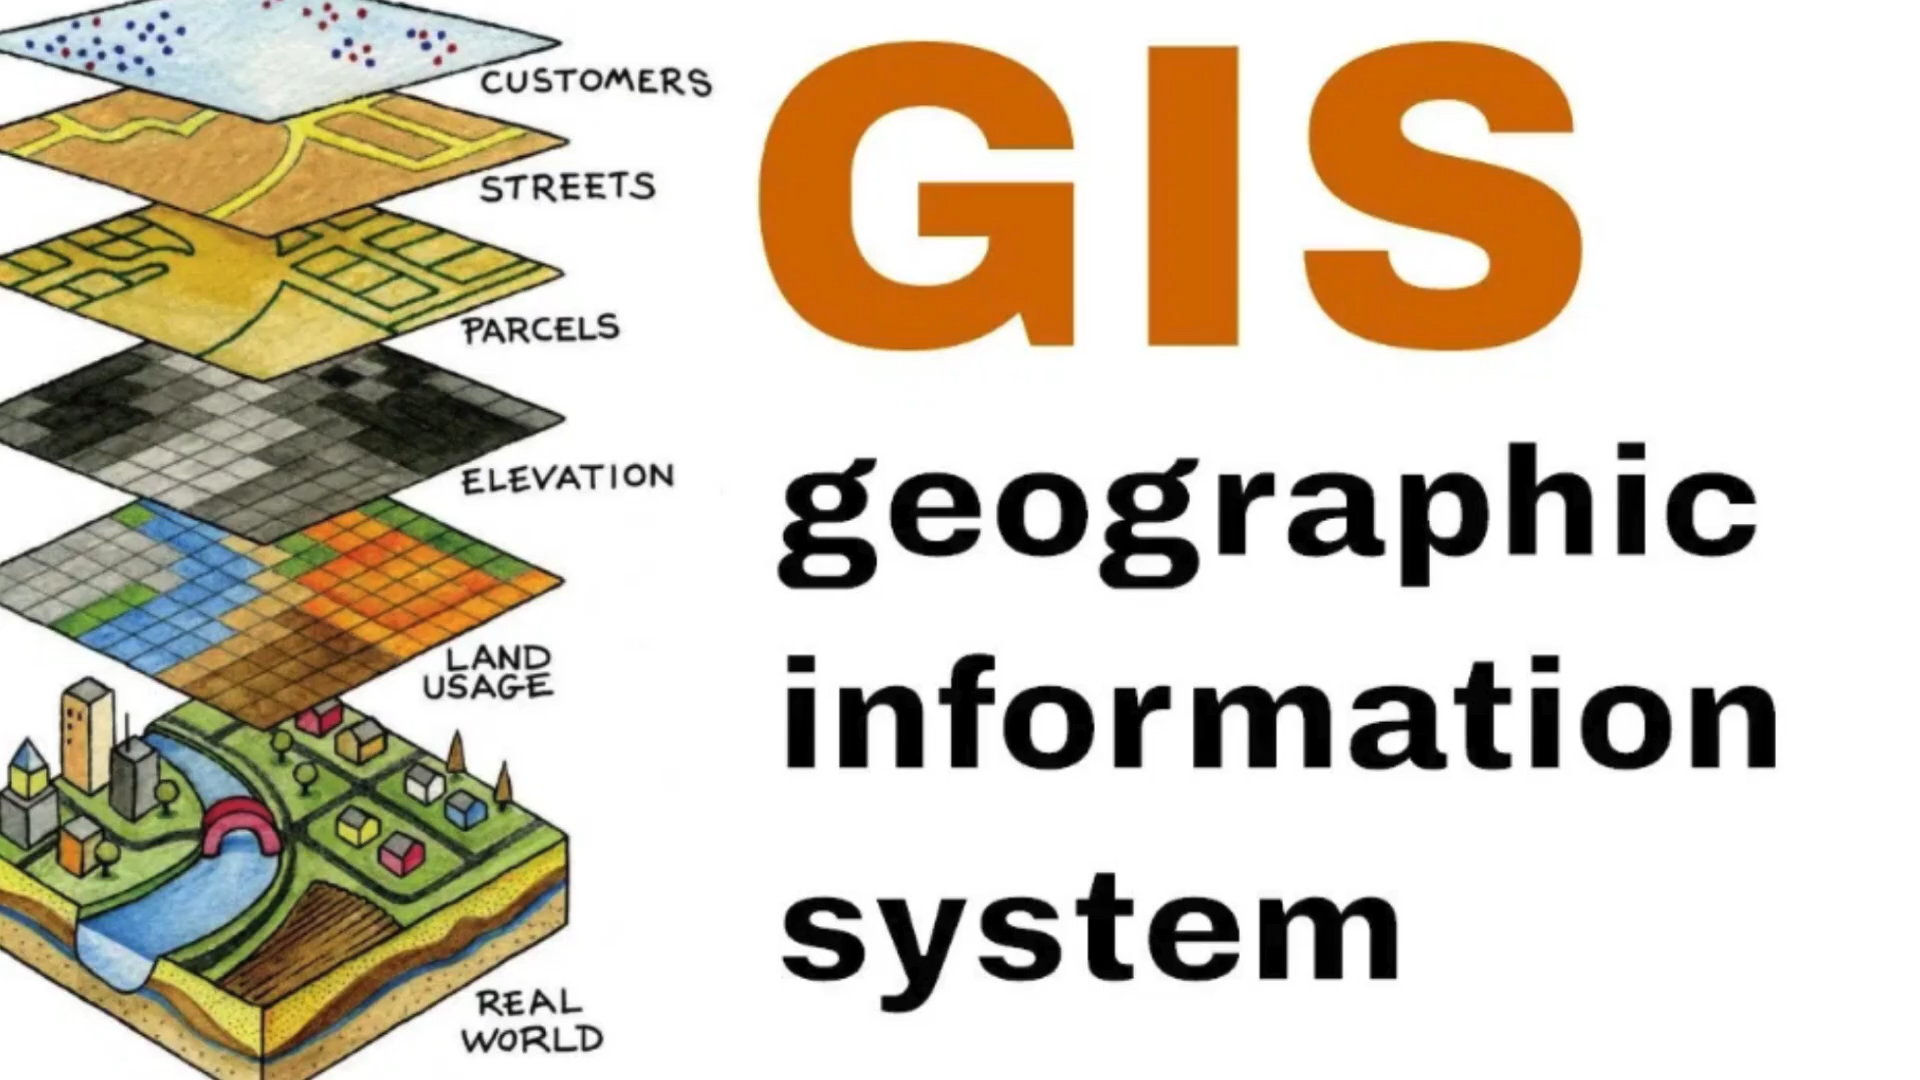 CUSTOMERS
STREETS
PARCELS
ELEVATION
LAND
USAGE
REAL
WORLD
GIS
geographic
information
system